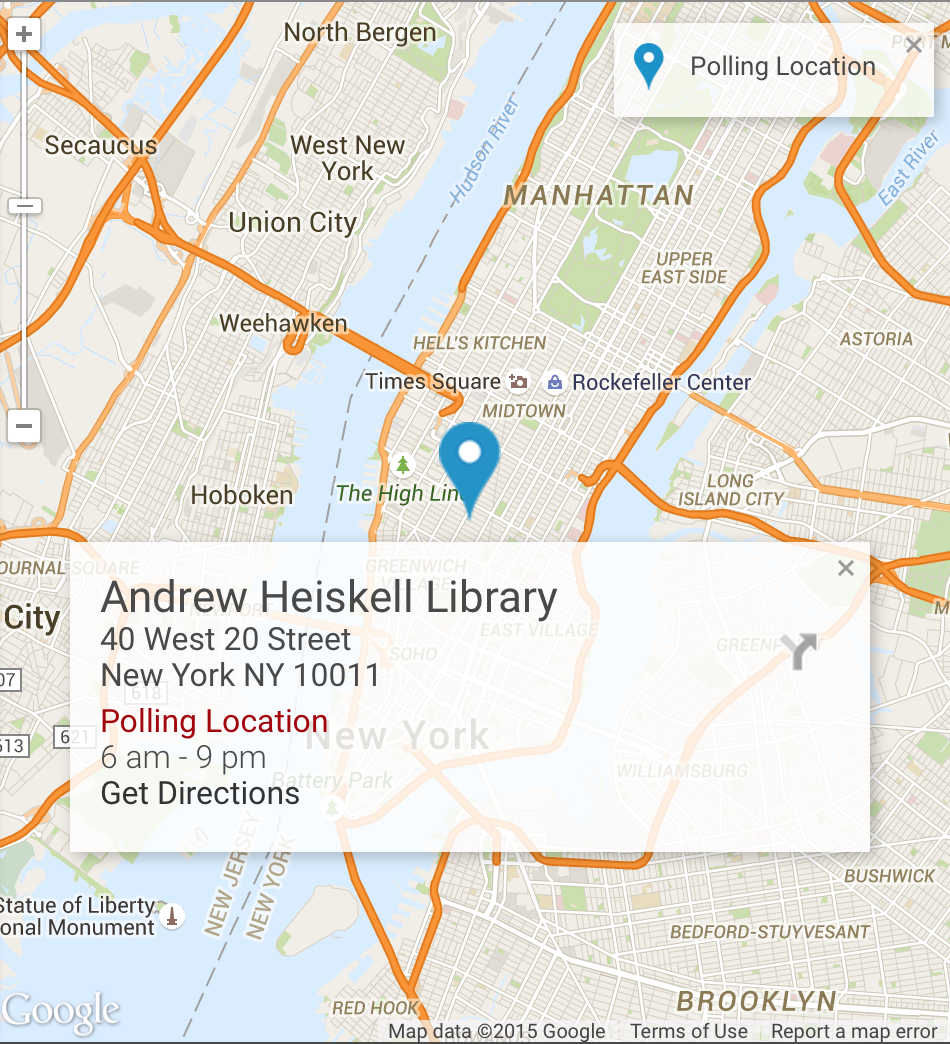 North Bergen
Polling Location
Secaucus
West New
York
Hudson River
East River
MANHATTAN
Union City
UPPER
EAST SIDE
Weehawken
HELL'S KITCHEN
ASTORIA
Times Square
Rockefeller Center
MIDTOWN
LONG
ISLAND CITY
Hoboken
The High Lin
OURNAL SQUARE
GREENWICH
VILLAGE
Andrew Heiskell Library
City
EAST VILLAGE
40 West 20 Street
SOHO
New York NY 10011
07
618
Polling Location
621
613
New York
6 am - 9 pm
WILLIAMSBURG
Battery Park
Get Directions
NEW JERSEY
NEW YORK
BUSHWICK
Statue of Liberty
onal Monument
BEDFORD-STUYVESANT
BROOKLYN
RED HOOK
Google
Map data ©2015 Google
Terms of Use
Report a map error